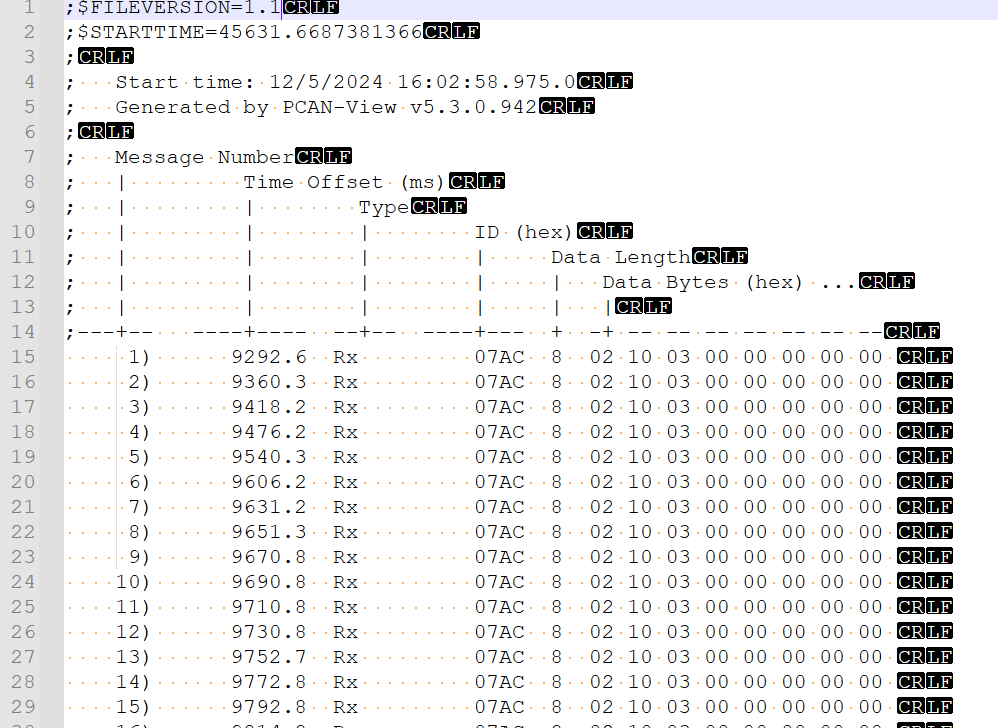 1 ;$FILEVERSION=1.1CRLF
2 ;$STARTTIME=45631.6687381366CRLF
3 ;CRLF
4 ;   Start time: 12/5/2024 16:02:58.975.0CRLF
5 ;   Generated by PCAN-View v5.3.0.942CRLF
6 ;CRLF
7 ;   Message NumberCRLF
8 ;   |         Time Offset (ms)CRLF
9 ;   |         |        TypeCRLF
10 ;   |         |        |        ID (hex)CRLF
11 ;   |         |        |        |     Data LengthCRLF
12 ;   |         |        |        |     |   Data Bytes (hex) ...CRLF
13 ;   |         |        |        |     |   |CRLF
14 ;---+--   ----+----  --+--  ----+---  +  -+ -- -- -- -- -- -- --CRLF
15      1)      9292.6  Rx         07AC  8  02 10 03 00 00 00 00 00 CRLF
16      2)      9360.3  Rx         07AC  8  02 10 03 00 00 00 00 00 CRLF
17      3)      9418.2  Rx         07AC  8  02 10 03 00 00 00 00 00 CRLF
18      4)      9476.2  Rx         07AC  8  02 10 03 00 00 00 00 00 CRLF
19      5)      9540.3  Rx         07AC  8  02 10 03 00 00 00 00 00 CRLF
20      6)      9606.2  Rx         07AC  8  02 10 03 00 00 00 00 00 CRLF
21      7)      9631.2  Rx         07AC  8  02 10 03 00 00 00 00 00 CRLF
22      8)      9651.3  Rx         07AC  8  02 10 03 00 00 00 00 00 CRLF
23      9)      9670.8  Rx         07AC  8  02 10 03 00 00 00 00 00 CRLF
24     10)      9690.8  Rx         07AC  8  02 10 03 00 00 00 00 00 CRLF
25     11)      9710.8  Rx         07AC  8  02 10 03 00 00 00 00 00 CRLF
26     12)      9730.8  Rx         07AC  8  02 10 03 00 00 00 00 00 CRLF
27     13)      9752.7  Rx         07AC  8  02 10 03 00 00 00 00 00 CRLF
28     14)      9772.8  Rx         07AC  8  02 10 03 00 00 00 00 00 CRLF
29     15)      9792.8  Rx         07AC  8  02 10 03 00 00 00 00 00 CRLF